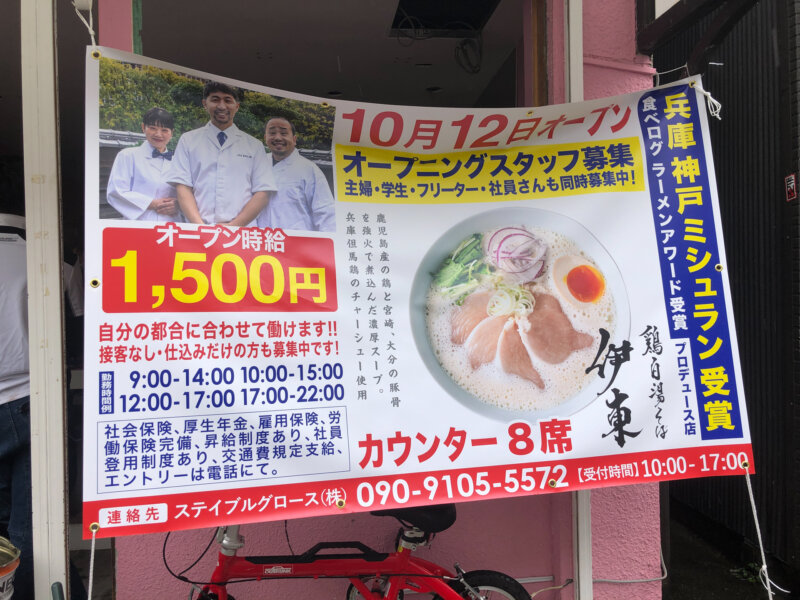 10月12日オープン
オープニングスタッフ募集
主婦・学生・フリーター・社員さんも同時募集中!
オープン時給
1,500円
自分の都合に合わせて働けます!!
接客なし・仕込みだけの方も募集中です!
勤務時間例
9:00-14:00 10:00-15:00
12:00-17:00 17:00-22:00
社会保険、厚生年金、雇用保険、労
働保険完備、昇給制度あり、社員
登用制度あり、交通費規定支給、
エントリーは電話にて。
鹿児島産の鶏と宮崎、大分の豚骨
を強火で煮込んだ濃厚スープ。
兵庫但馬鶏のチャーシュー使用
カウンター 8席
兵庫 神戸 ミシュラン受賞
食べログ ラーメンアワード受賞 プロデュース店
鶏白湯そば
伊東
連絡先 ステイブルグロース(株) 090-9105-5572 【受付時間】10:00-17:00